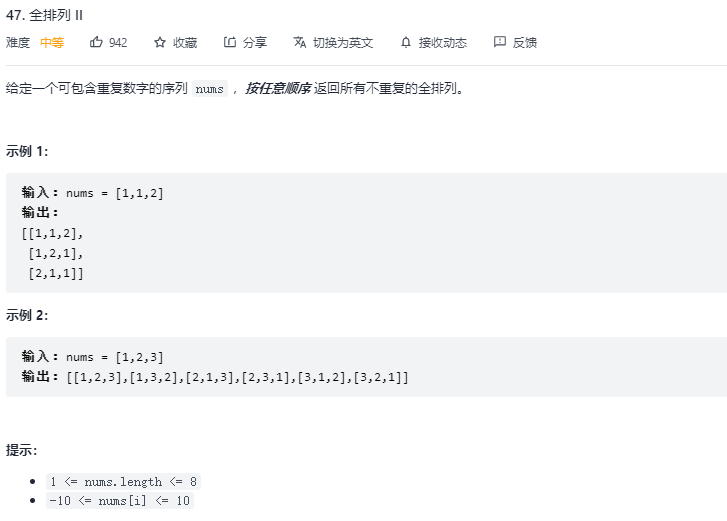 47. 全排列 II
难度 中等 942 收藏 分享 切换为英文 接收动态 反馈
给定一个可包含重复数字的序列 nums ，按任意顺序 返回所有不重复的全排列。
示例 1：
输入：nums = [1,1,2]
输出：
[[1,1,2],
[1,2,1],
[2,1,1]]
示例 2：
输入：nums = [1,2,3]
输出：[[1,2,3],[1,3,2],[2,1,3],[2,3,1],[3,1,2],[3,2,1]]
提示：
1 <= nums.length <= 8
-10 <= nums[i] <= 10